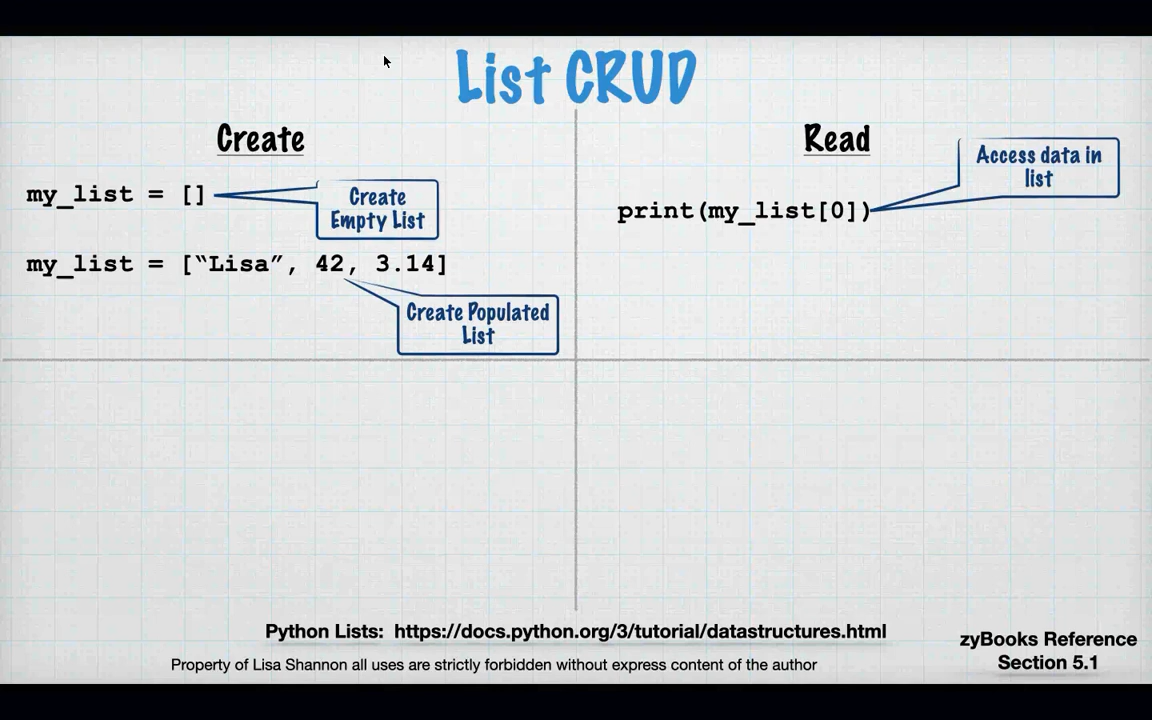 List CRUD
Create
my_list = []
Create
Empty List
my_list = [“Lisa”, 42, 3.14]
Create Populated
List
Read
Access data in
list
print(my_list[0])
Python Lists: https://docs.python.org/3/tutorial/datastructures.html
Property of Lisa Shannon all uses are strictly forbidden without express content of the author
zyBooks Reference
Section 5.1